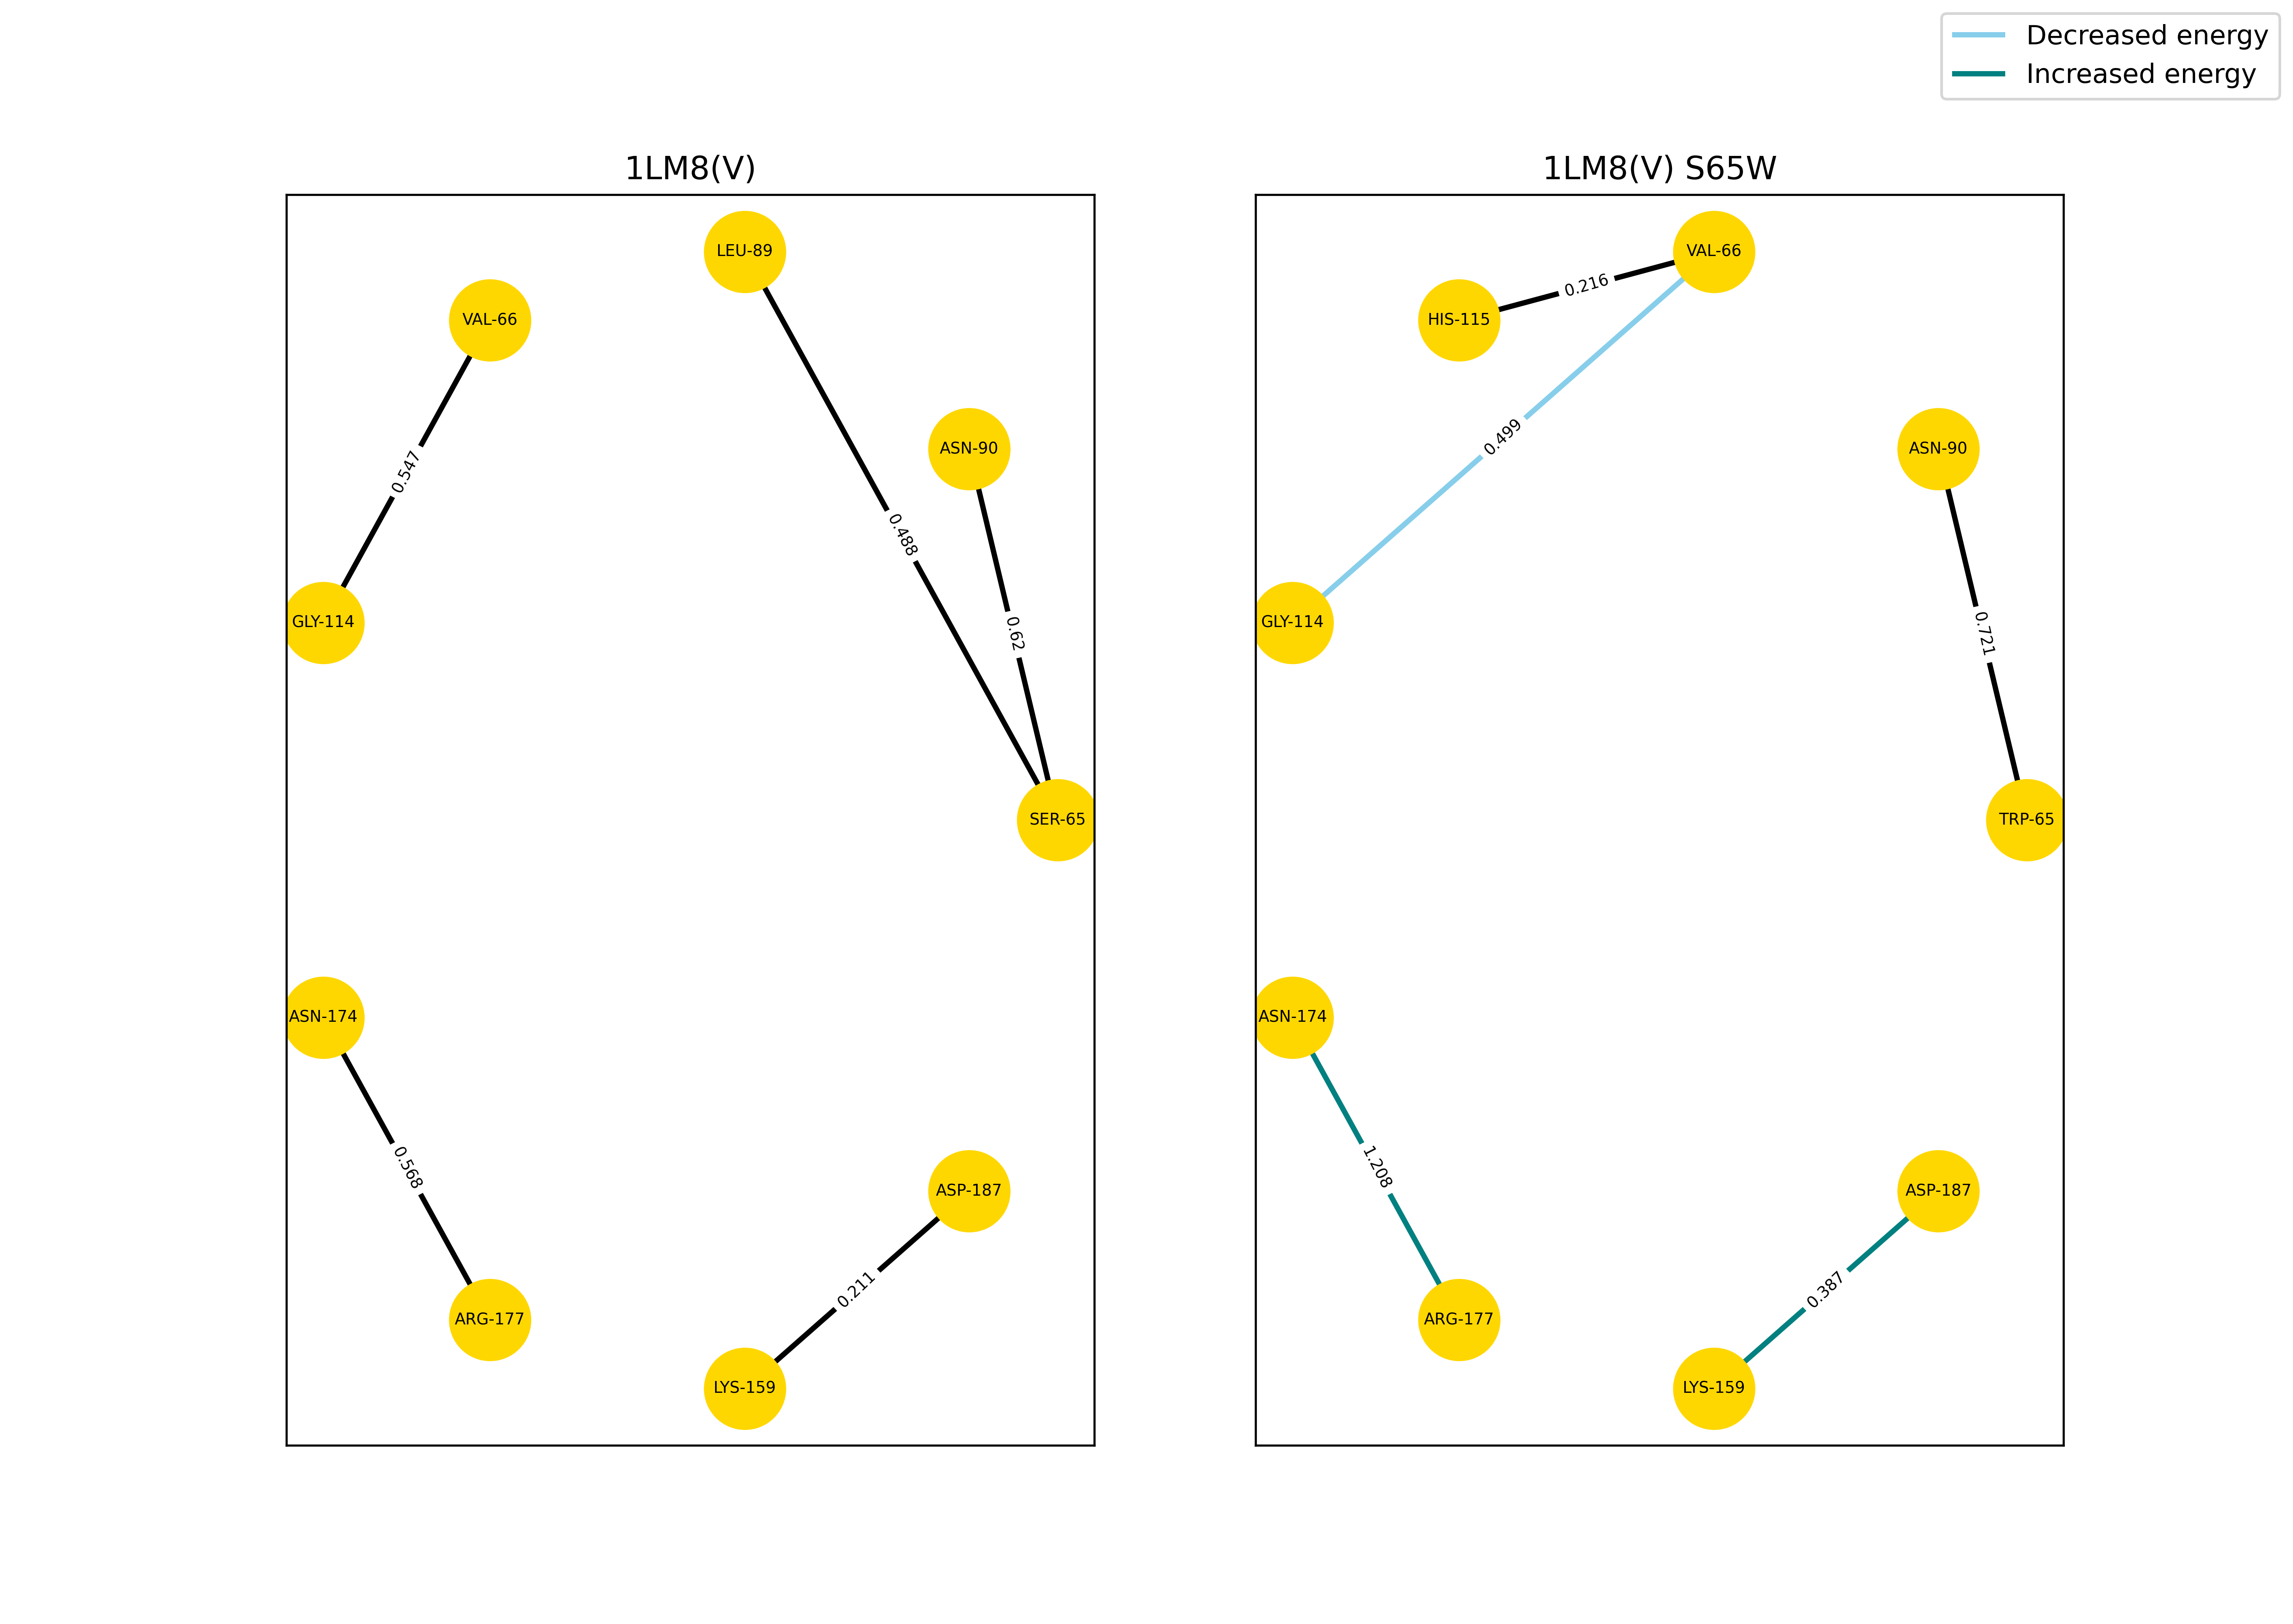 Decreased energy
Increased energy
1LM8(V)
LEU-89
VAL-66
ASN-90
0.547
0.488
GLY-114
0.62
SER-65
ASN-174
0.568
ASP-187
0.211
ARG-177
LYS-159
1LM8(V) S65W
VAL-66
0.216
HIS-115
0.499
ASN-90
GLY-114
0.721
TRP-65
ASN-174
1.208
ASP-187
0.387
ARG-177
LYS-159